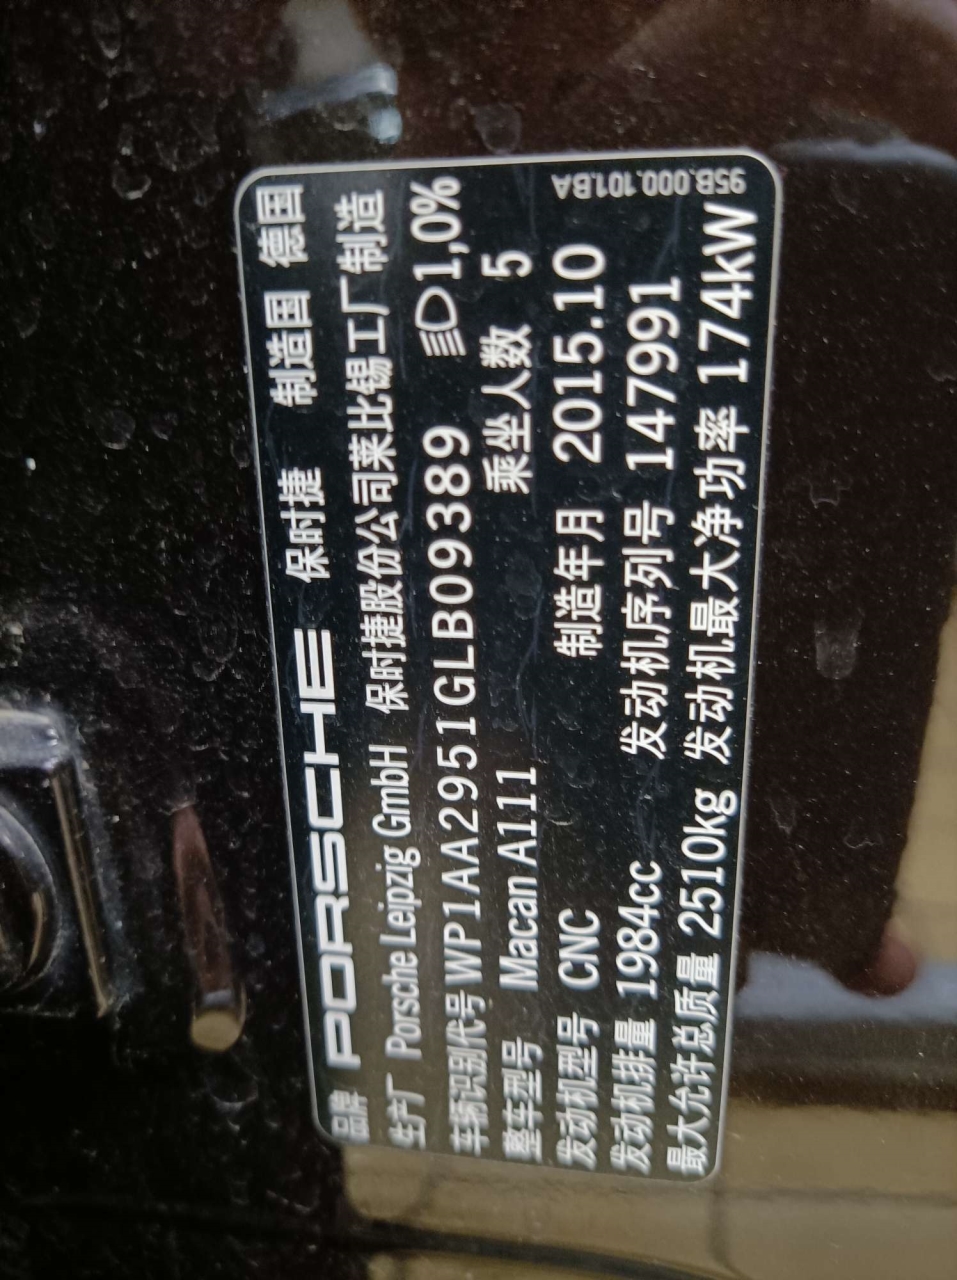 品牌 PORSCHE 保时捷 制造国 德国
生产厂 Porsche Leipzig GmbH 保时捷股份公司莱比锡工厂制造
车辆识别代号 WP1AA2951GLB09389 1,0%
整车型号 Macan A111 乘坐人数 5
发动机型号 CNC 制造年月 2015.10
发动机排量 1984cc 发动机序列号 147991
最大允许总质量 2510kg 发动机最大净功率 174kW
95B.000.101.BA